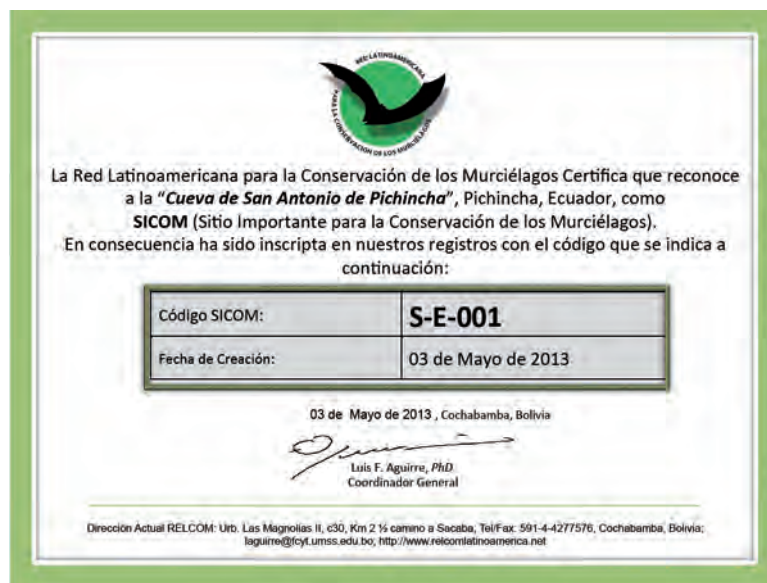 RED LATINOAMERICANA
PARA LA CONSERVACIÓN DE LOS MURCIÉLAGOS
La Red Latinoamericana para la Conservación de los Murciélagos Certifica que reconoce
a la "Cueva de San Antonio de Pichincha", Pichincha, Ecuador, como
SICOM (Sitio Importante para la Conservación de los Murciélagos).
En consecuencia ha sido inscripta en nuestros registros con el código que se indica a
continuación:
Código SICOM: S-E-001
Fecha de Creación: 03 de Mayo de 2013
03 de Mayo de 2013 , Cochabamba, Bolivia
Luis F. Aguirre, PhD
Coordinador General
Dirección Actual RELCOM: Urb. Las Magnolias II, c30, Km 2 ½ camino a Sacaba, Tel/Fax: 591-4-4277576, Cochabamba, Bolivia;
laguirre@fcyt.umss.edu.bo; http://www.relcomlatinoamerica.net